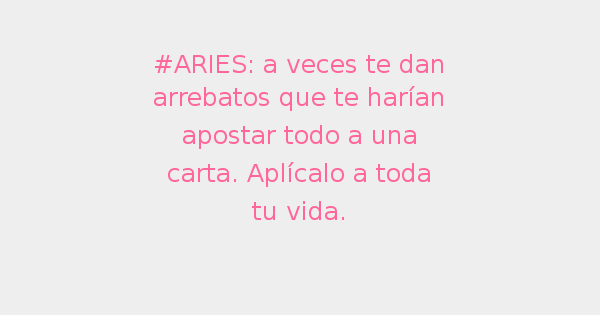 #ARIES: a veces te dan
arrebatos que te harían
apostar todo a una
carta. Aplícalo a toda
tu vida.